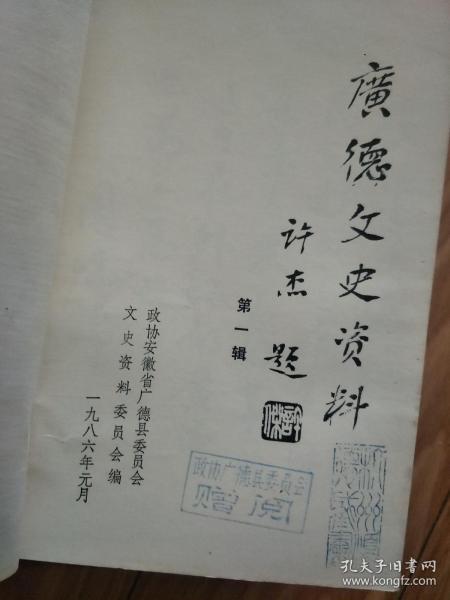 廣德文史资料
许杰题
第一辑
政协安徽省广德县委员会
文史资料委员会编
一九八六年元月
政协广德县委员会
赠阅
孔夫子旧书网
www.kongfz.com